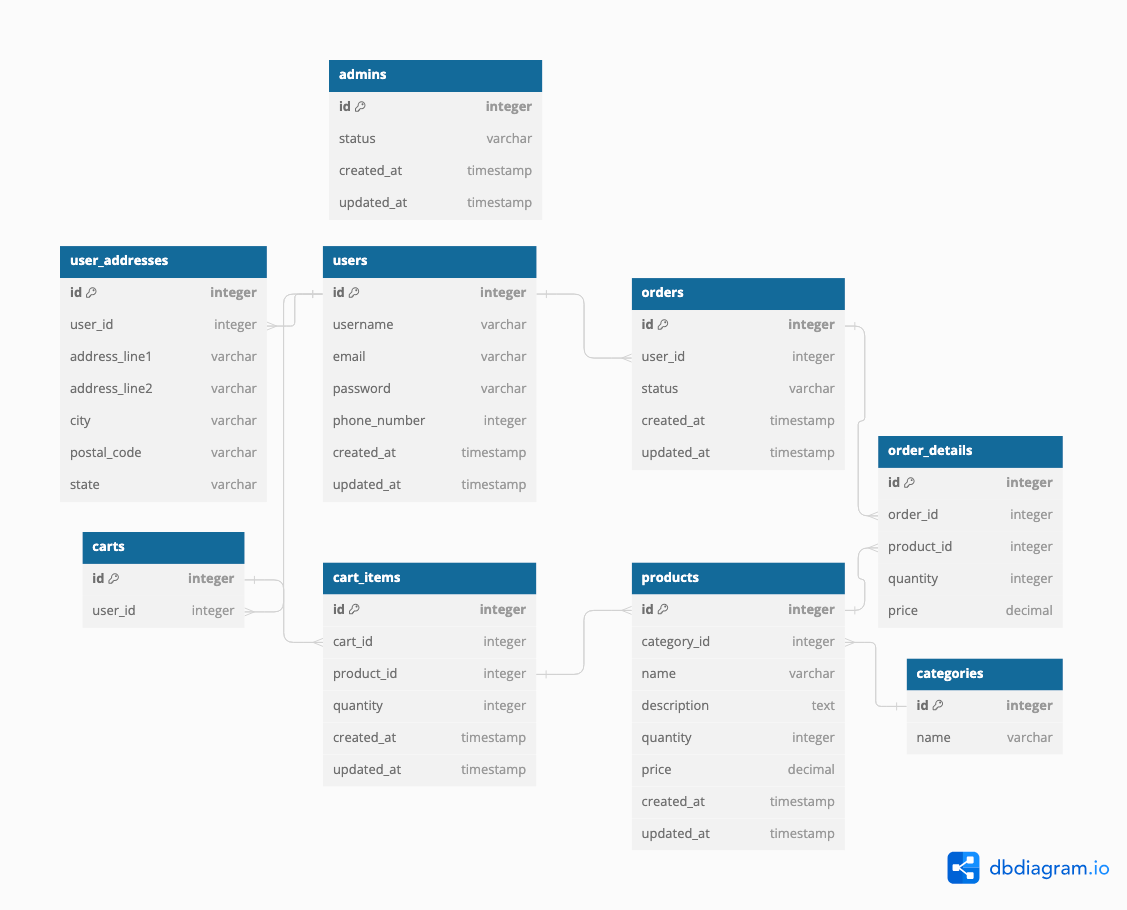 admins
id integer
status varchar
created_at timestamp
updated_at timestamp
user_addresses
id integer
user_id integer
address_line1 varchar
address_line2 varchar
city varchar
postal_code varchar
state varchar
users
id integer
username varchar
email varchar
password varchar
phone_number integer
created_at timestamp
updated_at timestamp
orders
id integer
user_id integer
status varchar
created_at timestamp
updated_at timestamp
order_details
id integer
order_id integer
product_id integer
quantity integer
price decimal
carts
id integer
user_id integer
cart_items
id integer
cart_id integer
product_id integer
quantity integer
created_at timestamp
updated_at timestamp
products
id integer
category_id integer
name varchar
description text
quantity integer
price decimal
created_at timestamp
updated_at timestamp
categories
id integer
name varchar
dbdiagram.io